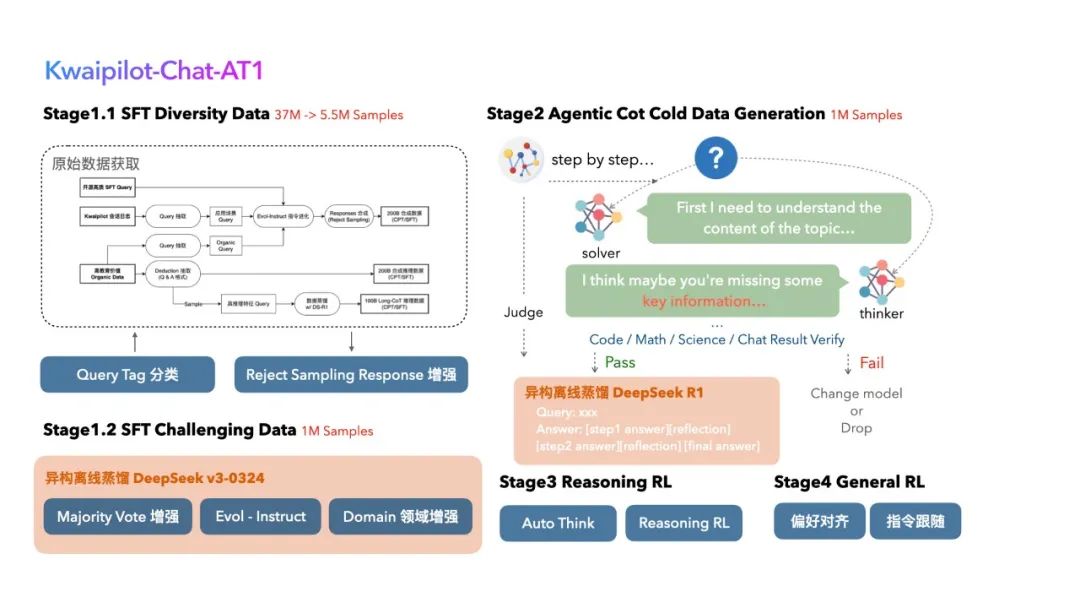 Kwaipilot-Chat-AT1
Stage1.1 SFT Diversity Data 37M -> 5.5M Samples
原始数据获取
开源高质 SFT Query
Kwaipilot 会话日志
Query 抽取
应用场景
Query
Evol-Instruct 指令进化
Responses 合成
(Reject Sampling)
200B 合成数据
(CPT/SFT)
Query 抽取
Organic
Query
高教育价值
Organic Data
Deduction 抽取
(Q & A 格式)
200B 合成推理数据
(CPT/SFT)
Sample
高推理特征 Query
数据蒸馏
w/ DS-R1
100B Long-CoT 推理数据
(CPT/SFT)
Query Tag 分类
Reject Sampling Response 增强
Stage1.2 SFT Challenging Data 1M Samples
异构离线蒸馏 DeepSeek v3-0324
Majority Vote 增强
Evol - Instruct
Domain 领域增强
Stage2 Agentic Cot Cold Data Generation 1M Samples
step by step...
?
First I need to understand the
content of the topic...
solver
I think maybe you're missing some
key information...
thinker
Judge
...
Code / Math / Science / Chat Result Verify
Pass
Fail
异构离线蒸馏 DeepSeek R1
Query: xxx
Answer: [step1 answer][reflection]
[step2 answer][reflection] [final answer]
Change model
or
Drop
Stage3 Reasoning RL
Auto Think
Reasoning RL
Stage4 General RL
偏好对齐
指令跟随